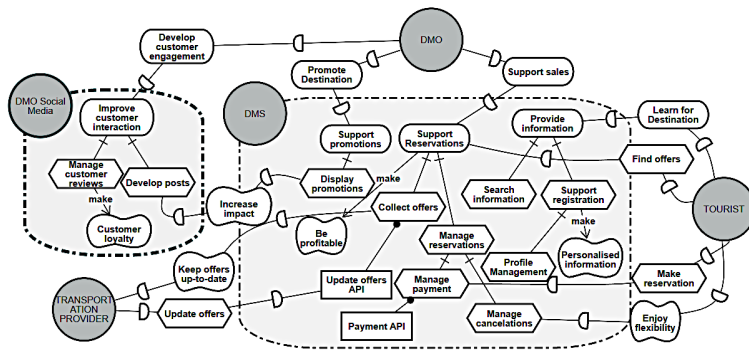 Develop
customer
engagement
DMO
Promote
Destination
Support sales
DMO Social
Media
Improve
customer
interaction
DMS
Support
promotions
Support
Reservations
Provide
information
Learn for
Destination
Manage
customer
reviews
Develop posts
Display
promotions
make
Find offers
make
Increase
impact
Collect offers
Search
information
Support
registration
TOURIST
Customer
loyalty
Be
profitable
Manage
reservations
make
Keep offers
up-to-date
Profile
Management
Personalised
information
TRANSPORT
ATION
PROVIDER
Update offers
API
Manage
payment
Make
reservation
Update offers
Payment API
Manage
cancelations
Enjoy
flexibility